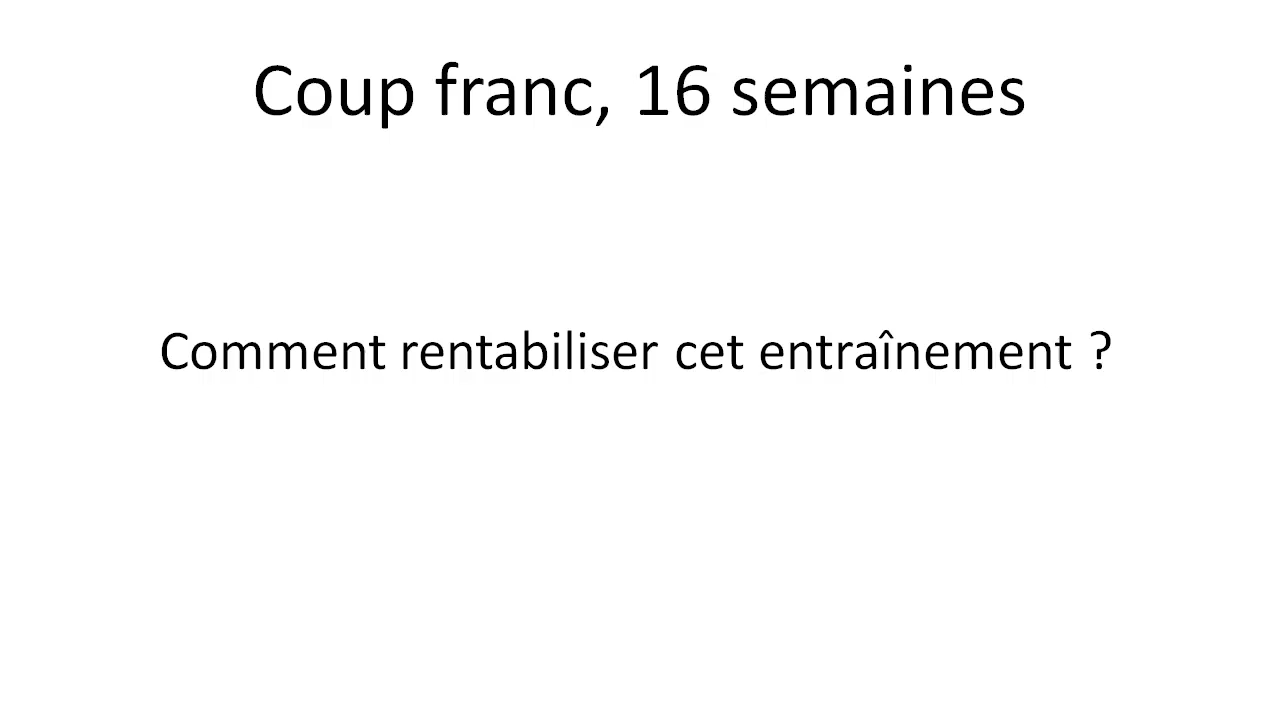 Coup franc, 16 semaines
Comment rentabiliser cet entraînement ?